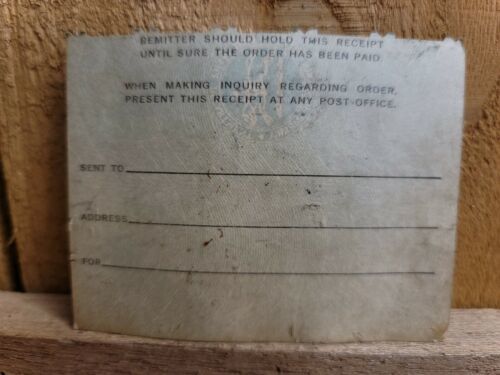 REMITTER SHOULD HOLD THIS RECEIPT
UNTIL SURE THE ORDER HAS BEEN PAID
WHEN MAKING INQUIRY REGARDING ORDER,
PRESENT THIS RECEIPT AT ANY POST-OFFICE.
SENT TO
ADDRESS
FOR